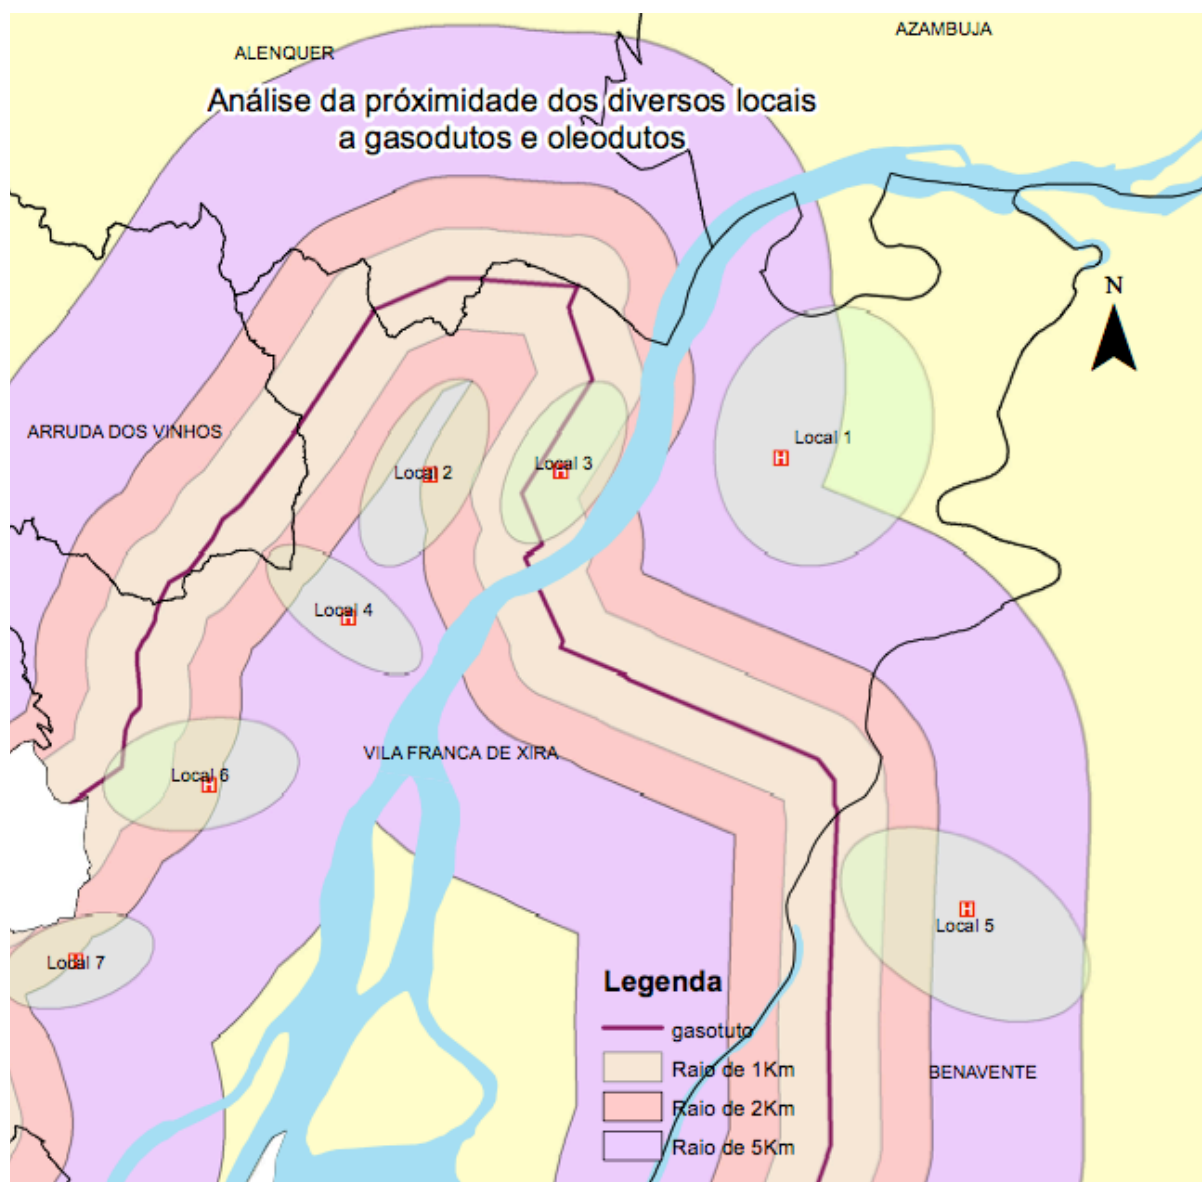 AZAMBUJA
ALENQUER
Análise da próximidade dos diversos locais
a gasodutos e oleodutos
N
ARRUDA DOS VINHOS
Local 1
Local 2
Local 3
Local 4
VILA FRANCA DE XIRA
Local 6
Local 5
Local 7
Legenda
gasotuto
Raio de 1Km
Raio de 2Km
Raio de 5Km
BENAVENTE
H
H
H
H
H
H
H